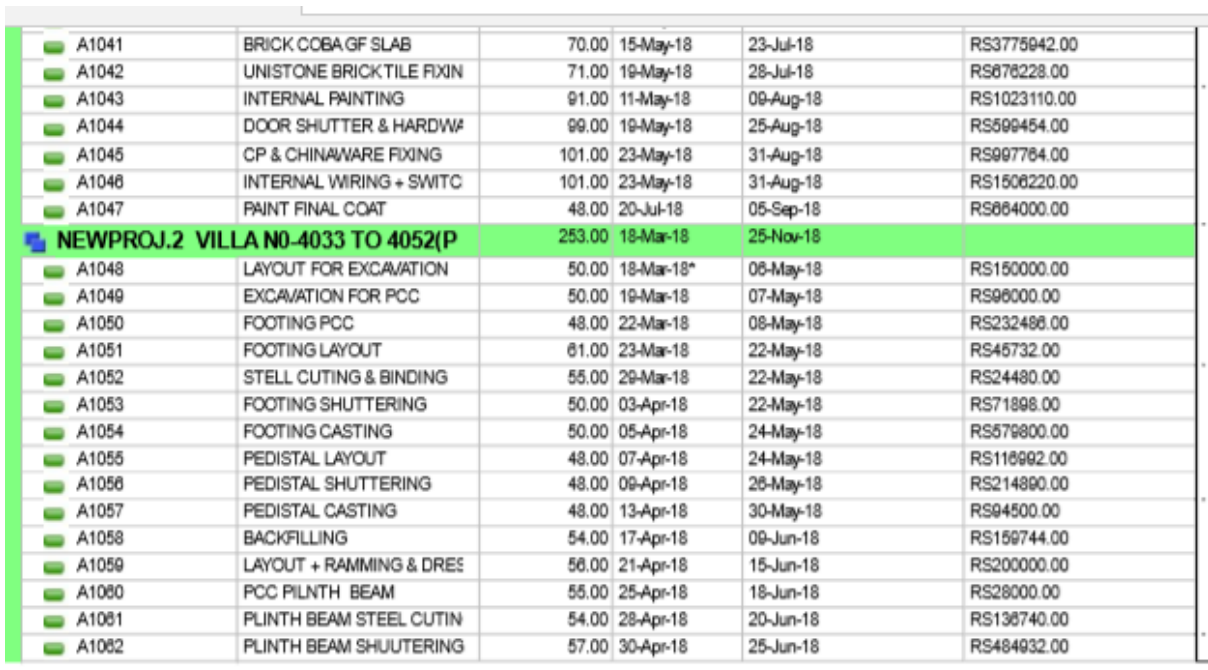 A1041 BRICK COBA GF SLAB 70.00 15-May-18 23-Jul-18 RS3775942.00
A1042 UNISTONE BRICK TILE FIXIN 71.00 19-May-18 28-Jul-18 RS676228.00
A1043 INTERNAL PAINTING 91.00 11-May-18 09-Aug-18 RS1023110.00
A1044 DOOR SHUTTER & HARDWA 99.00 19-May-18 25-Aug-18 RS599454.00
A1045 CP & CHINAWARE FIXING 101.00 23-May-18 31-Aug-18 RS997764.00
A1046 INTERNAL WIRING + SWITC 101.00 23-May-18 31-Aug-18 RS1506220.00
A1047 PAINT FINAL COAT 48.00 20-Jul-18 05-Sep-18 RS664000.00
NEWPROJ.2 VILLA N0-4033 TO 4052(P 253.00 18-Mar-18 25-Nov-18
A1048 LAYOUT FOR EXCAVATION 50.00 18-Mar-18* 06-May-18 RS150000.00
A1049 EXCAVATION FOR PCC 50.00 19-Mar-18 07-May-18 RS96000.00
A1050 FOOTING PCC 48.00 22-Mar-18 08-May-18 RS232486.00
A1051 FOOTING LAYOUT 61.00 23-Mar-18 22-May-18 RS45732.00
A1052 STELL CUTING & BINDING 55.00 29-Mar-18 22-May-18 RS24480.00
A1053 FOOTING SHUTTERING 50.00 03-Apr-18 22-May-18 RS71898.00
A1054 FOOTING CASTING 50.00 05-Apr-18 24-May-18 RS579800.00
A1055 PEDISTAL LAYOUT 48.00 07-Apr-18 24-May-18 RS116992.00
A1056 PEDISTAL SHUTTERING 48.00 09-Apr-18 26-May-18 RS214890.00
A1057 PEDISTAL CASTING 48.00 13-Apr-18 30-May-18 RS94500.00
A1058 BACKFILLING 54.00 17-Apr-18 09-Jun-18 RS159744.00
A1059 LAYOUT + RAMMING & DRES 56.00 21-Apr-18 15-Jun-18 RS200000.00
A1060 PCC PILNTH BEAM 55.00 25-Apr-18 18-Jun-18 RS28000.00
A1061 PLINTH BEAM STEEL CUTIN 54.00 28-Apr-18 20-Jun-18 RS136740.00
A1062 PLINTH BEAM SHUUTERING 57.00 30-Apr-18 25-Jun-18 RS484932.00